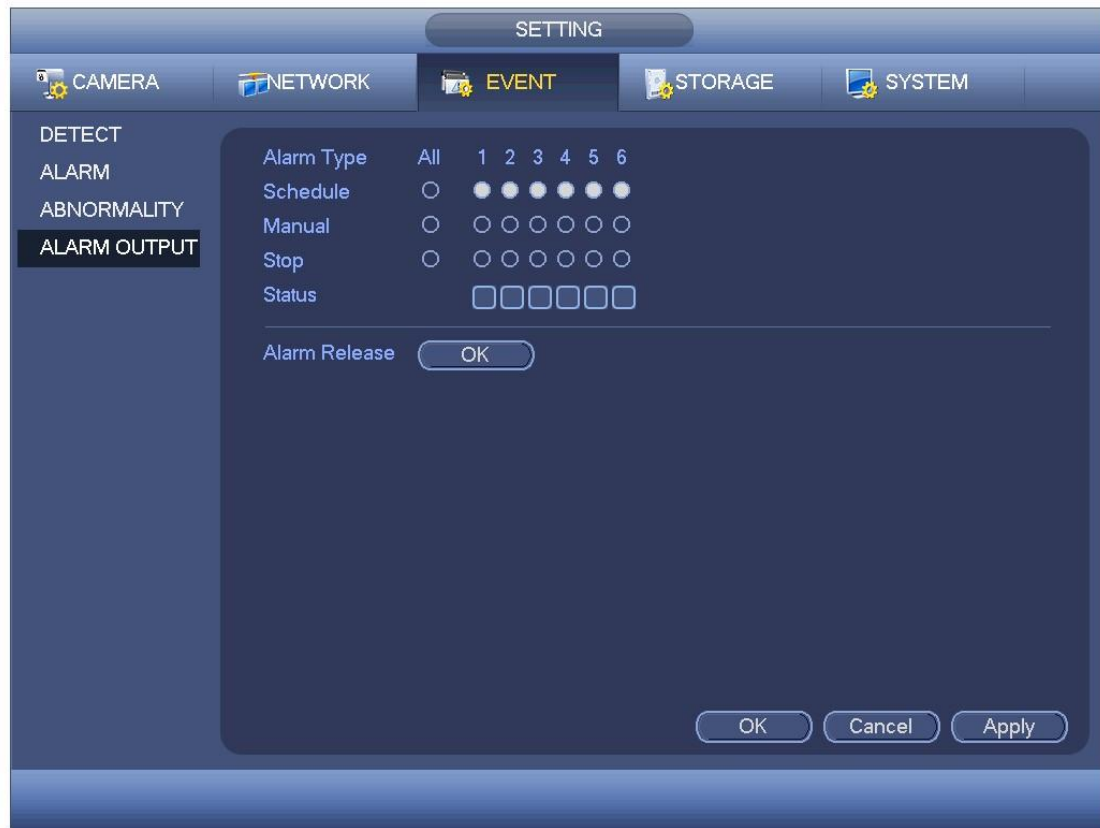 SETTING
CAMERA NETWORK EVENT STORAGE SYSTEM
DETECT
ALARM
ABNORMALITY
ALARM OUTPUT
Alarm Type All 1 2 3 4 5 6
Schedule
Manual
Stop
Status
Alarm Release OK
OK Cancel Apply